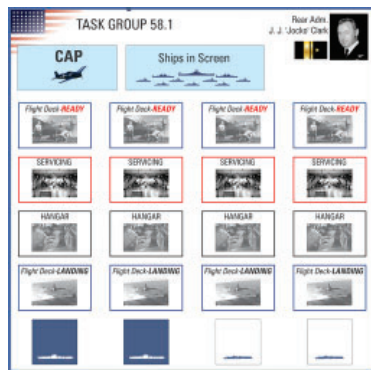 TASK GROUP 58.1
Rear Adm.
J. J. 'Jocko' Clark
CAP
Ships in Screen
Flight Deck-READY
Flight Deck-READY
Flight Deck-READY
Flight Deck-READY
SERVICING
SERVICING
SERVICING
SERVICING
HANGAR
HANGAR
HANGAR
HANGAR
Flight Deck-LANDING
Flight Deck-LANDING
Flight Deck-LANDING
Flight Deck-LANDING